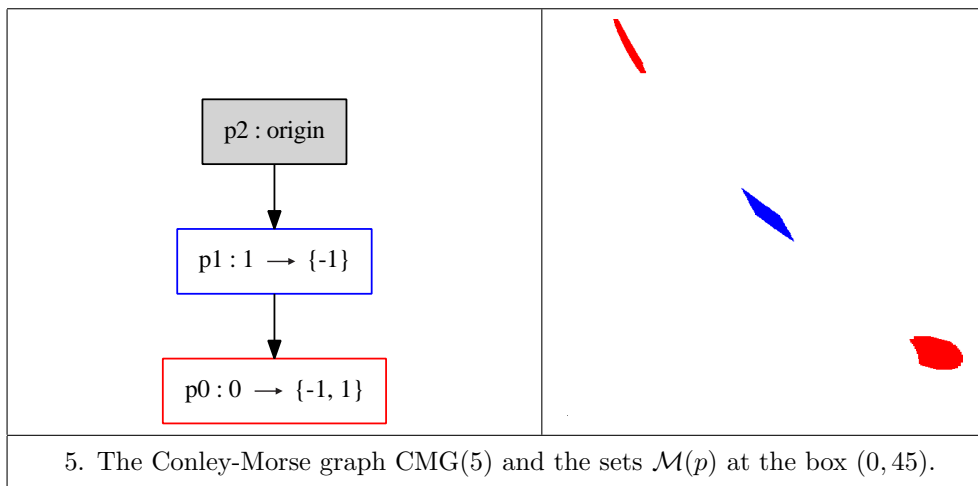 p2 : origin
p1 : 1 → {-1}
p0 : 0 → {-1, 1}
5. The Conley-Morse graph CMG(5) and the sets ℳ(p) at the box (0, 45).